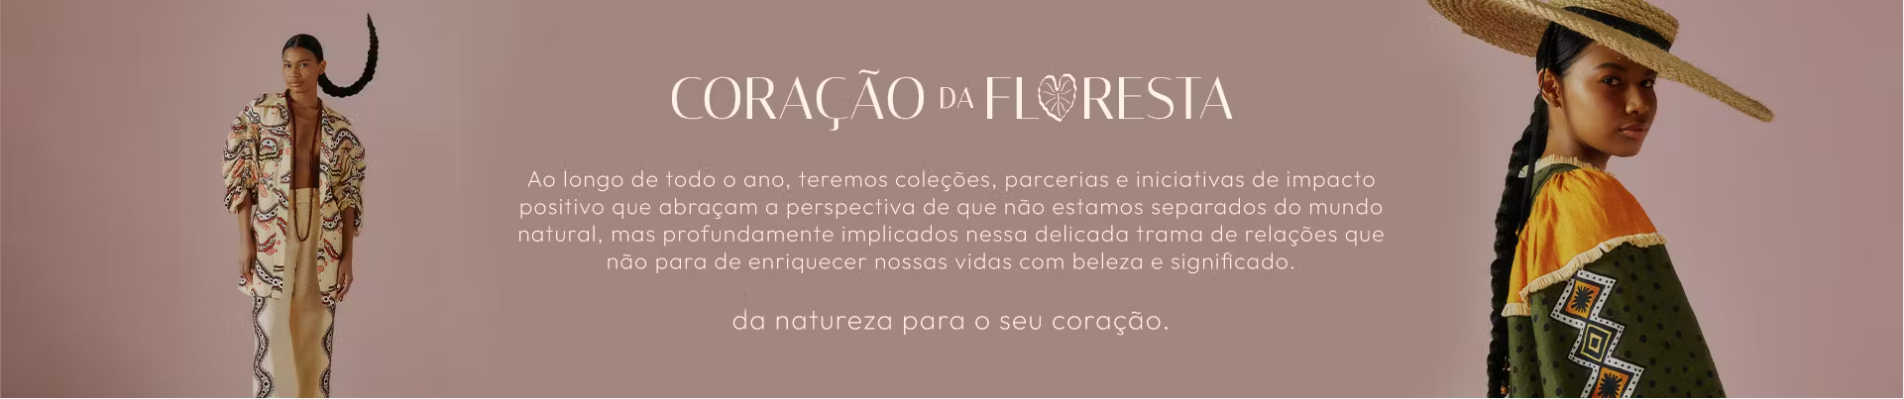 CORAÇÃO DA FLORESTA
Ao longo de todo o ano, teremos coleções, parcerias e iniciativas de impacto
positivo que abraçam a perspectiva de que não estamos separados do mundo
natural, mas profundamente implicados nessa delicada trama de relações que
não para de enriquecer nossas vidas com beleza e significado.
da natureza para o seu coração.